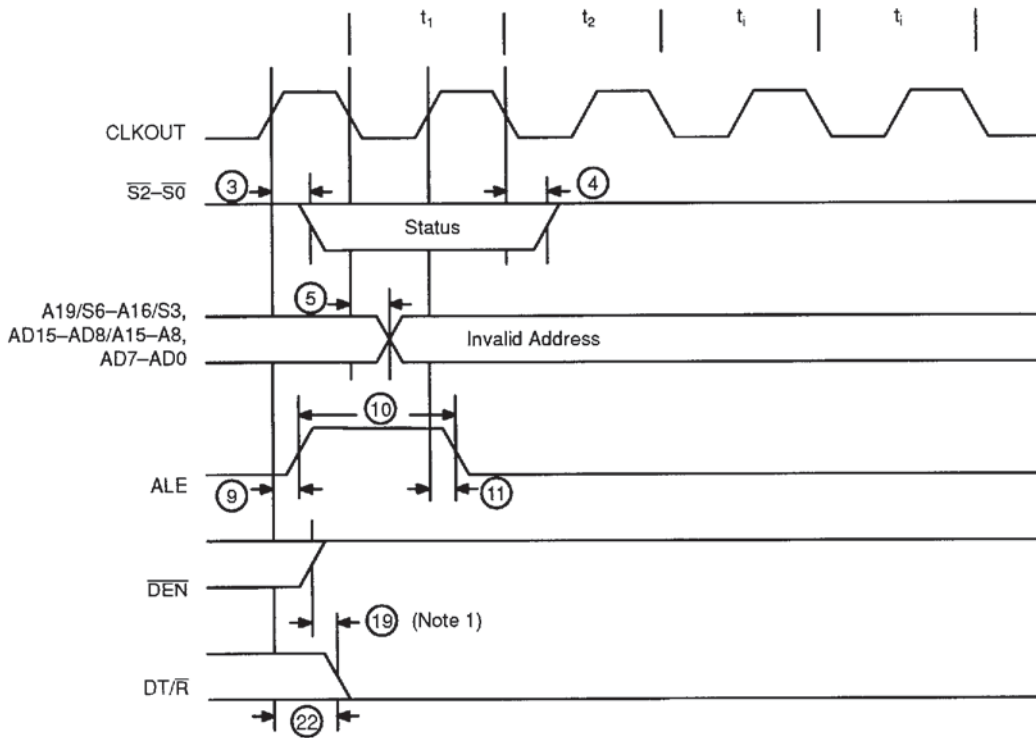 t1 t2 ti ti
CLKOUT
S2–S0
3 4
Status
5
A19/S6–A16/S3,
AD15–AD8/A15–A8,
AD7–AD0
Invalid Address
10
ALE
9 11
DEN
19 (Note 1)
DT/R
22